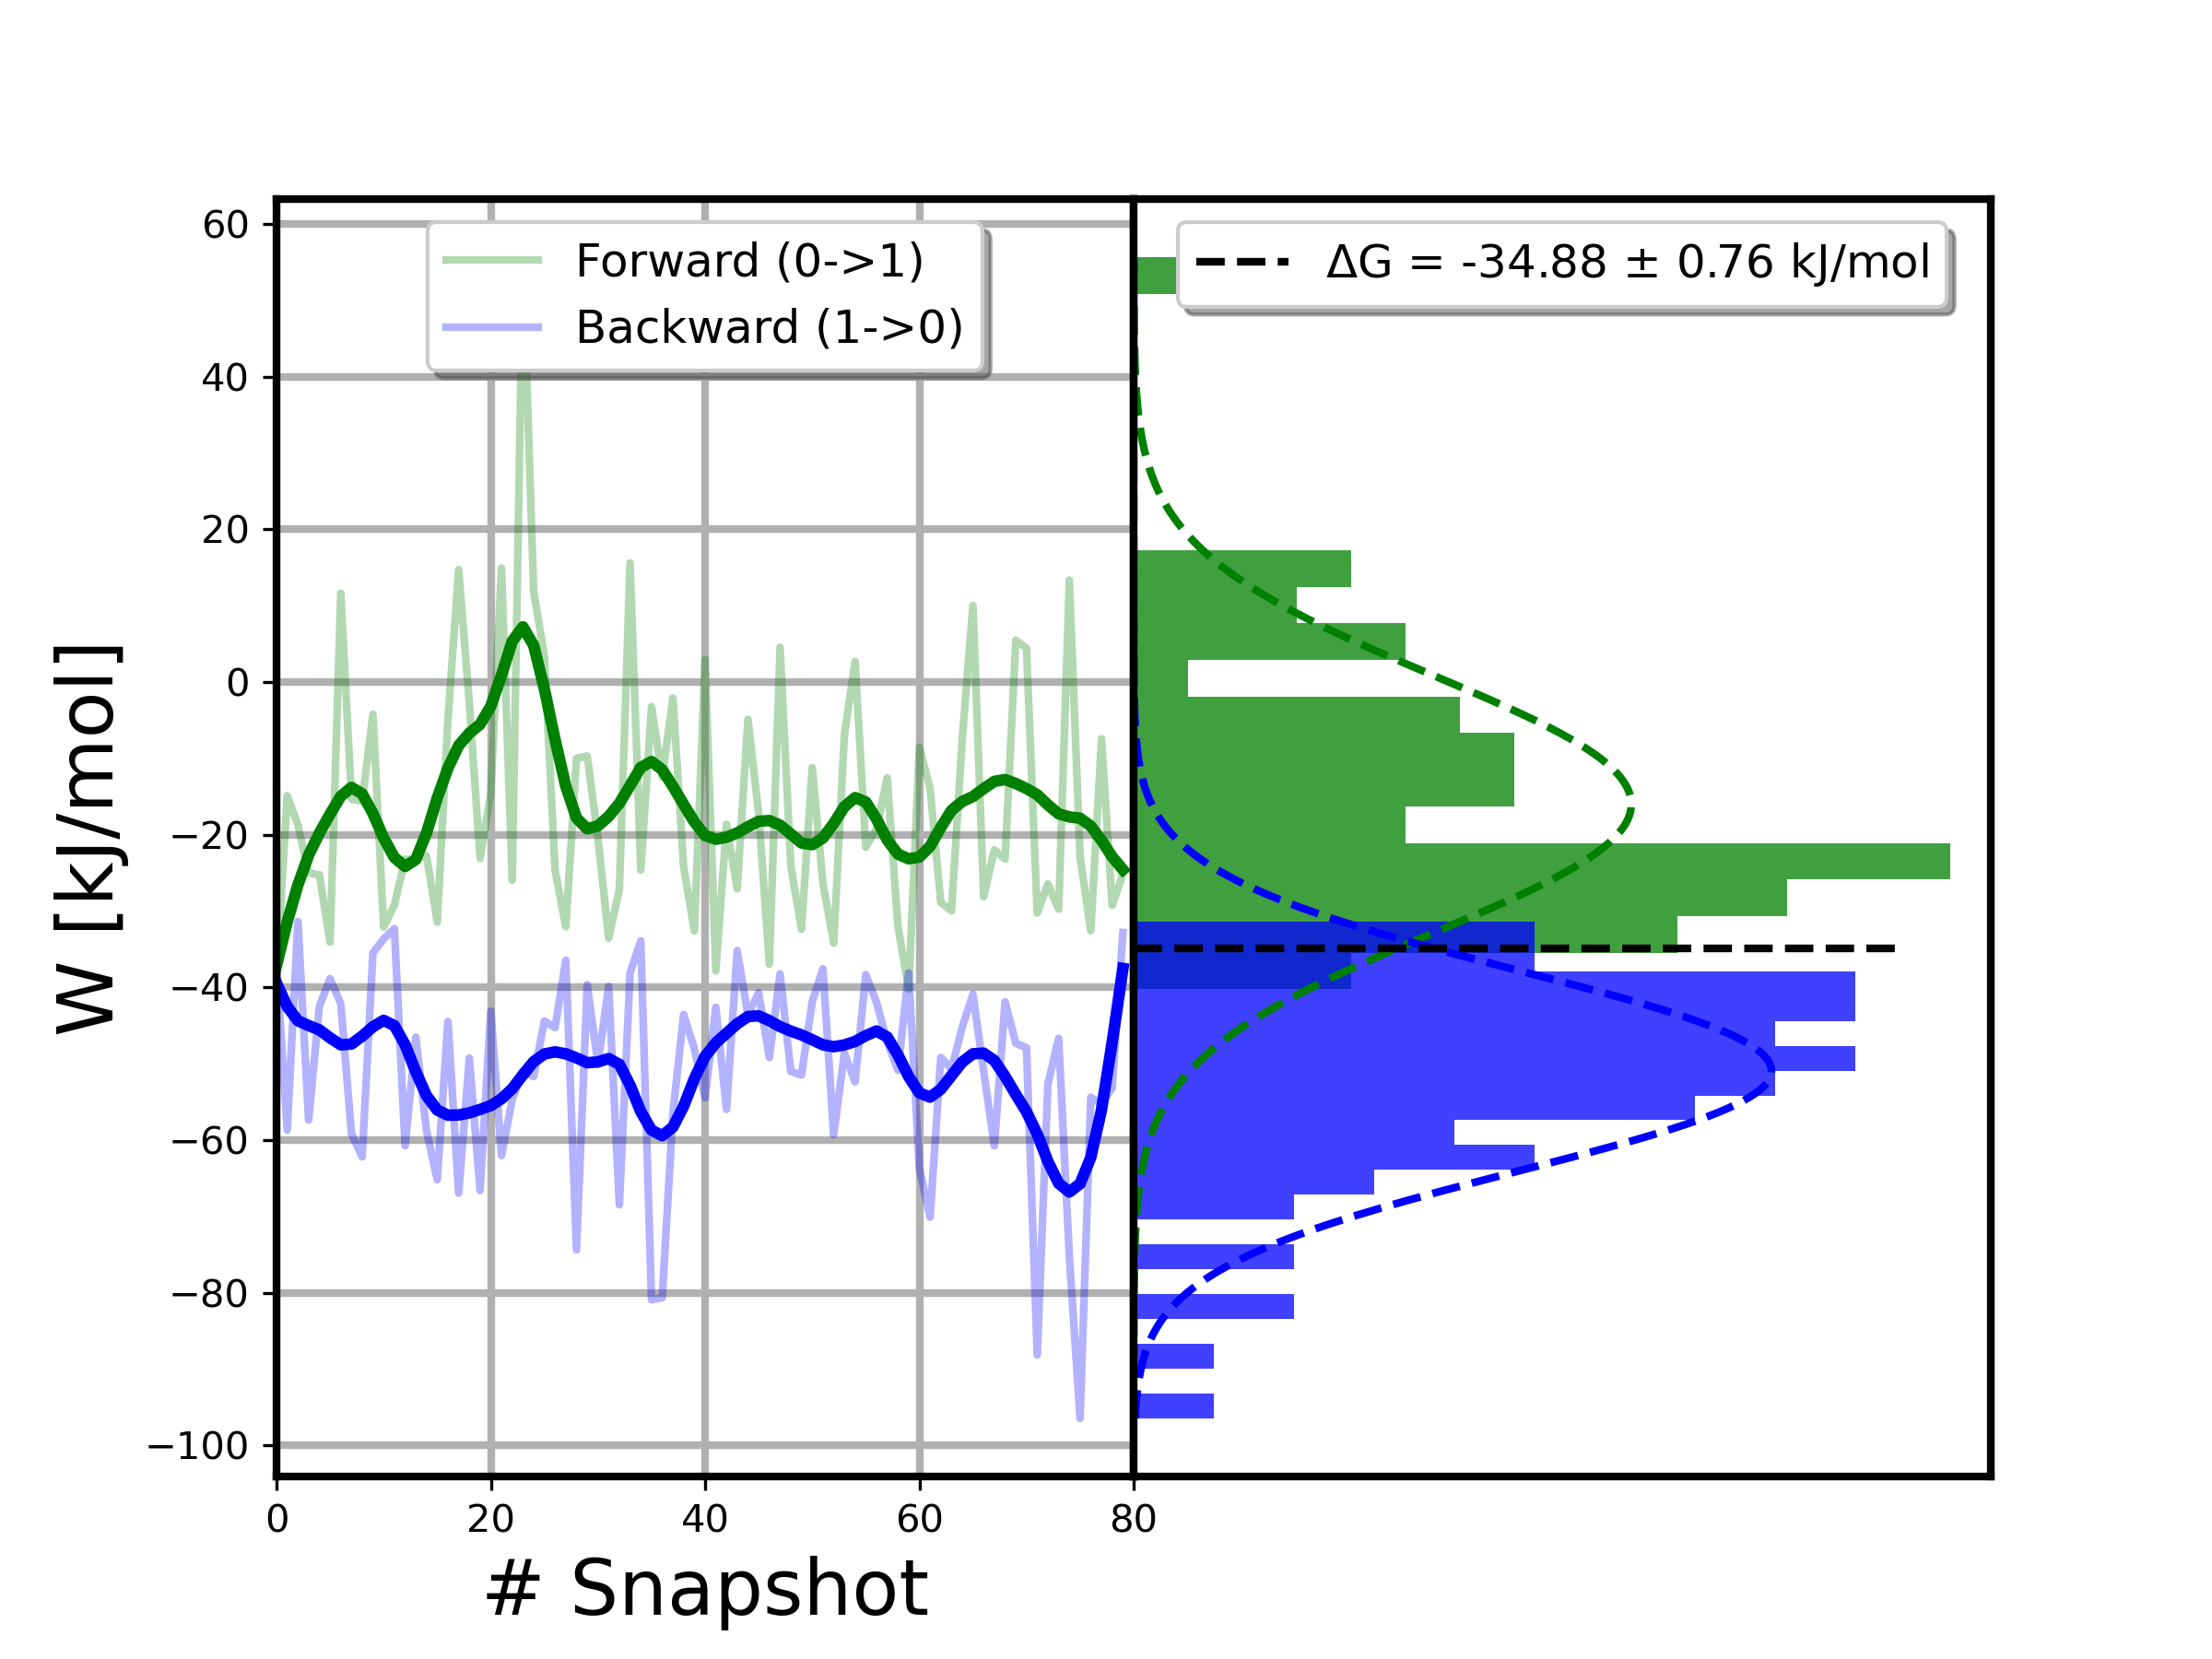 Forward (0->1)
Backward (1->0)
ΔG = -34.88 ± 0.76 kJ/mol
W [kJ/mol]
60
40
20
0
−20
−40
−60
−80
−100
0 20 40 60 80
# Snapshot